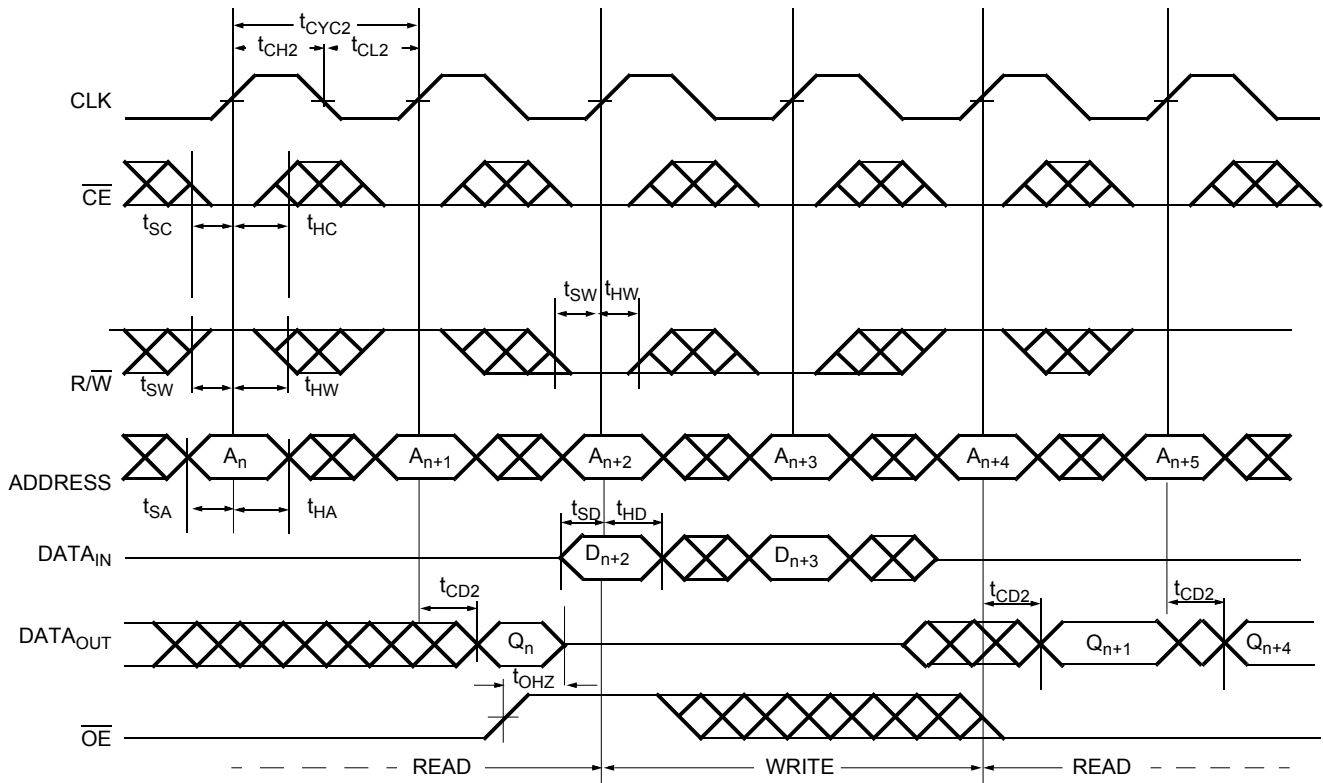 tCYC2
tCH2 tCL2
CLK
CE
tSC tHC
tSW tHW
R/W
tSW tHW
An An+1 An+2 An+3 An+4 An+5
ADDRESS
tSA tHA tSD tHD
DATAIN Dn+2 Dn+3
tCD2 tCD2 tCD2
DATAOUT Qn Qn+1 Qn+4
tOHZ
OE
READ WRITE READ